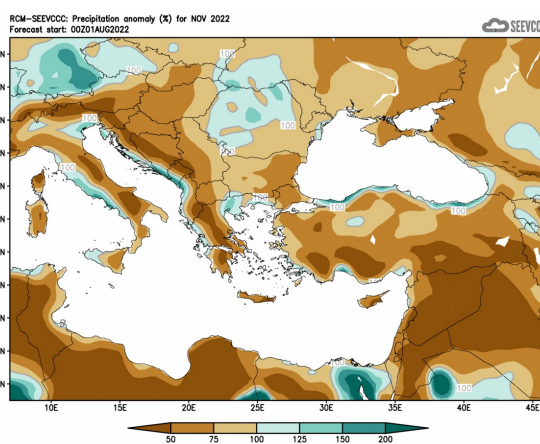 RCM-SEEVCCC: Precipitation anomaly (%) for NOV 2022
Forecast start: 00Z01AUG2022
SEEVCC
100
100
100
100
100
100
100
100
100
N
N
N
N
N
N
N
N
N
N
N
10E
15E
20E
25E
30E
35E
40E
45E
50
75
100
125
150
200